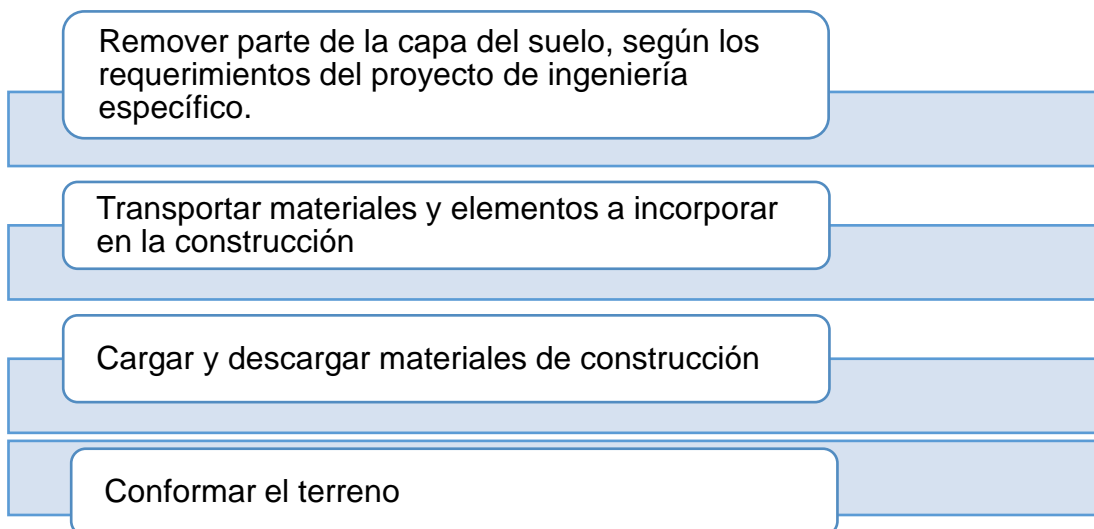 Remover parte de la capa del suelo, según los
requerimientos del proyecto de ingeniería
específico.
Transportar materiales y elementos a incorporar
en la construcción
Cargar y descargar materiales de construcción
Conformar el terreno